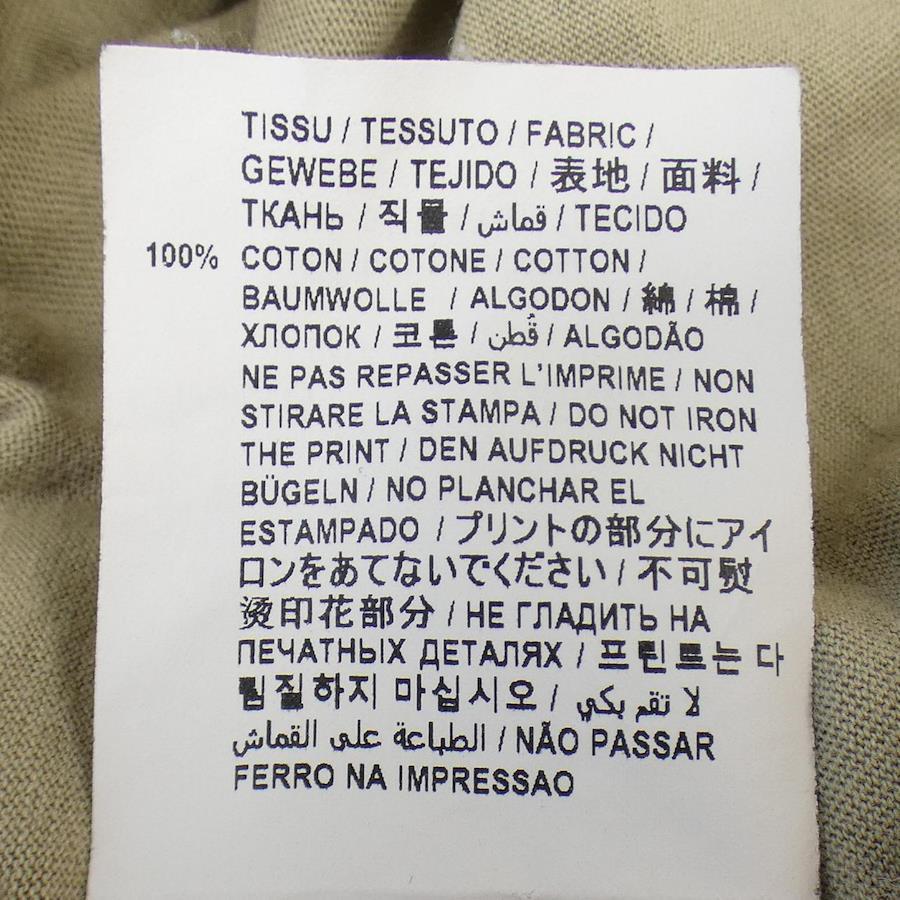 TISSU / TESSUTO / FABRIC /
GEWEBE / TEJIDO / 表地 / 面料 /
ТКАНЬ / 직물 / قماش / TECIDO
100% COTON / COTONE / COTTON /
BAUMWOLLE / ALGODON / 綿 / 棉 /
ХЛОПОК / 코튼 / قُطن / ALGODÃO
NE PAS REPASSER L'IMPRIME / NON
STIRARE LA STAMPA / DO NOT IRON
THE PRINT / DEN AUFDRUCK NICHT
BÜGELN / NO PLANCHAR EL
ESTAMPADO / プリントの部分にアイ
ロンをあてないでください / 不可熨
烫印花部分 / НЕ ГЛАДИТЬ НА
ПЕЧАТНЫХ ДЕТАЛЯХ / 프린트는 다
림질하지 마십시오 / لا تقم بكي
الطباعة على القماش / NÃO PASSAR
FERRO NA IMPRESSAO